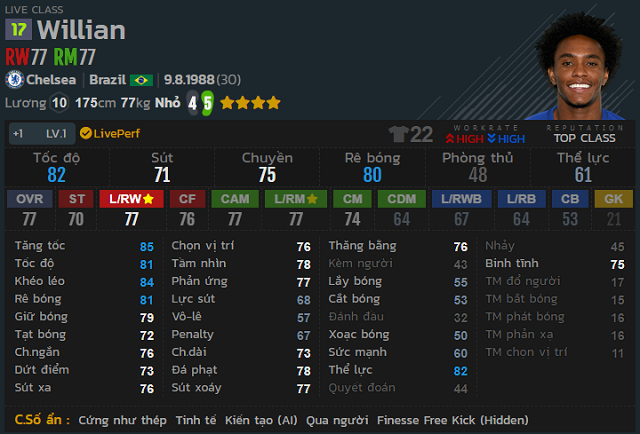 LIVE CLASS
17 Willian
RW77 RM77
Chelsea Brazil 9.8.1988 (30)
Lương 10 175cm 77kg Nhỏ 4 5
+1 LV.1 LivePerf 22 WORKRATE HIGH HIGH REPUTATION TOP CLASS
Tốc độ Sút Chuyền Rê bóng Phòng thủ Thể lực
82 71 75 80 48 61
OVR ST L/RW CF CAM L/RM CM CDM L/RWB L/RB CB GK
77 70 77 76 77 77 74 64 67 64 53 21
Tăng tốc 85 Chọn vị trí 76 Thăng bằng 76 Nhảy 45
Tốc độ 81 Tầm nhìn 78 Kèm người 43 Bình tĩnh 75
Khéo léo 84 Phản ứng 77 Lấy bóng 55 TM đổ người 17
Rê bóng 81 Lực sút 68 Cắt bóng 53 TM bắt bóng 15
Giữ bóng 79 Vô-lê 57 Đánh đầu 32 TM phát bóng 16
Tạt bóng 72 Penalty 67 Xoạc bóng 50 TM phản xạ 16
Ch.ngắn 76 Ch.dài 73 Sức mạnh 60 TM chọn vị trí 11
Dứt điểm 73 Đá phạt 78 Thể lực 82
Sút xa 76 Sút xoáy 77 Quyết đoán 44
C.Số ẩn : Cứng như thép Tinh tế Kiến tạo (AI) Qua người Finesse Free Kick (Hidden)